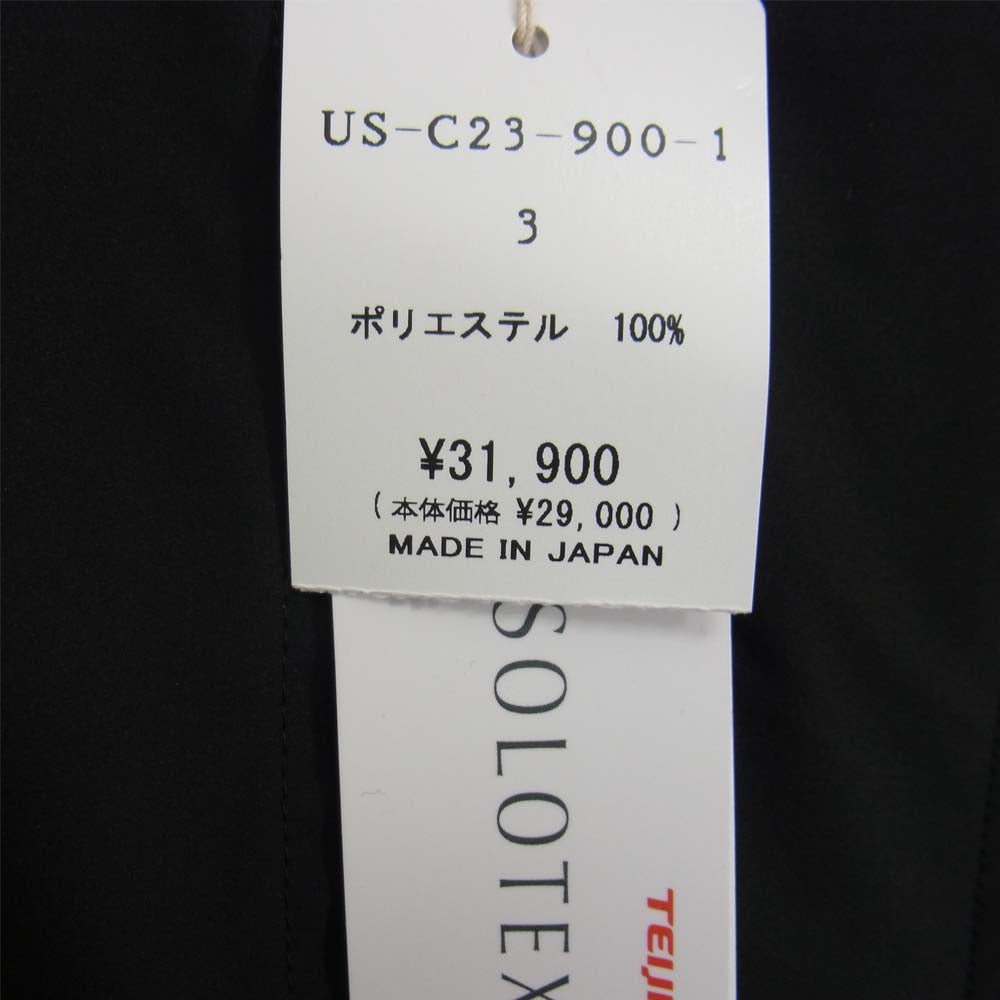 US-C23-900-1
3
ポリエステル 100%
¥31,900
(本体価格 ¥29,000)
MADE IN JAPAN
SOLOTEX